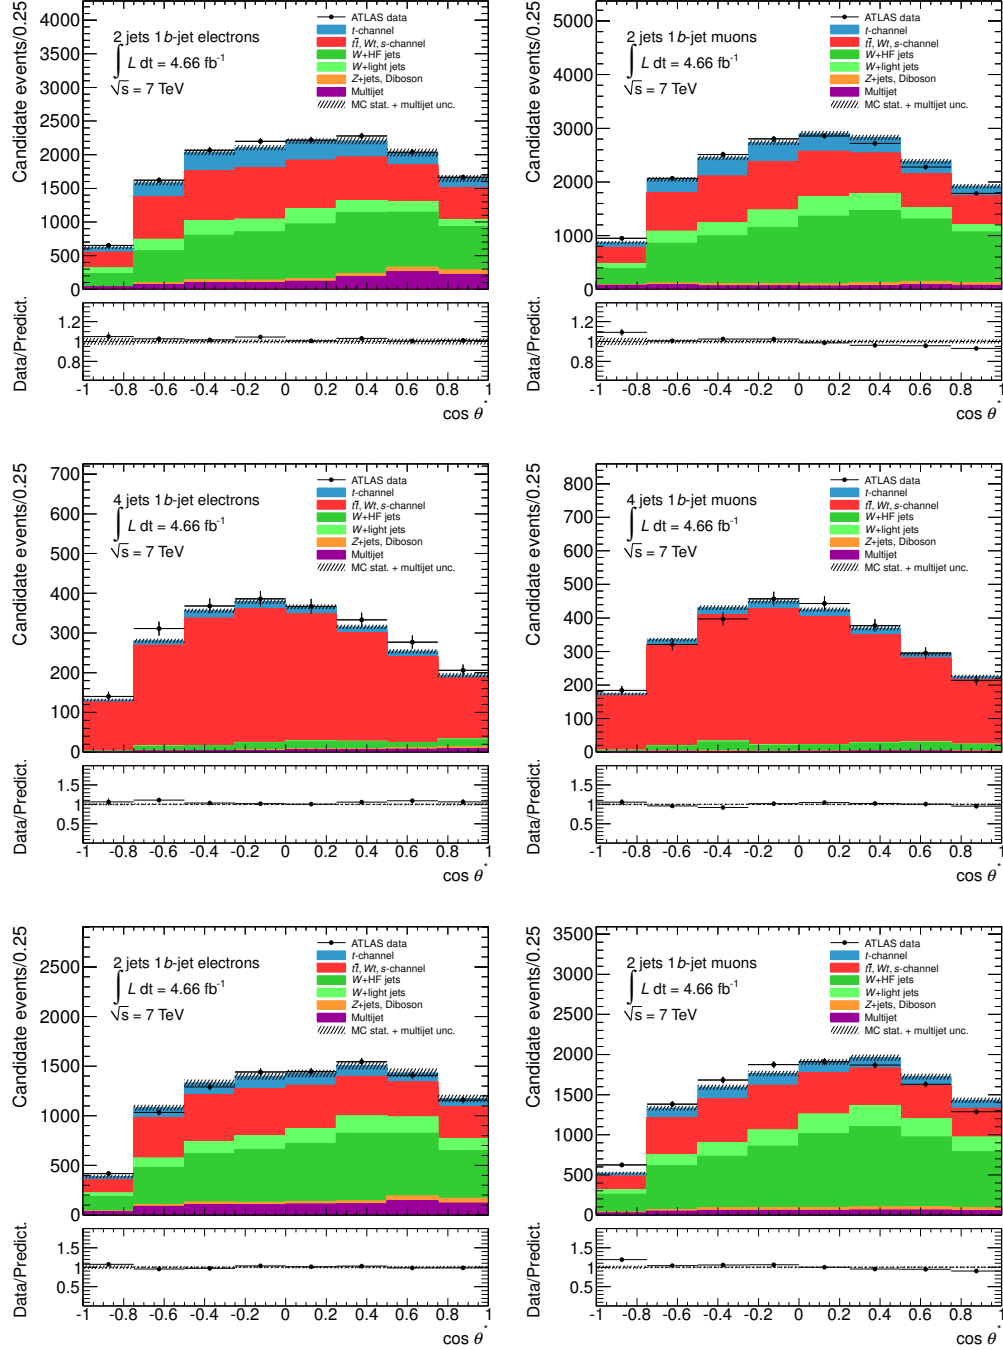 Candidate events/0.25
4000
3500
3000
2500
2000
1500
1000
500
0
2 jets 1 b-jet electrons
∫ L dt = 4.66 fb⁻¹
√s = 7 TeV
ATLAS data
t-channel
tt̄, Wt, s-channel
W+HF jets
W+light jets
Z+jets, Diboson
Multijet
MC stat. + multijet unc.
Data/Predict.
1.2
1
0.8
-1 -0.8 -0.6 -0.4 -0.2 0 0.2 0.4 0.6 0.8 1
cos θ*
Candidate events/0.25
5000
4000
3000
2000
1000
0
2 jets 1 b-jet muons
∫ L dt = 4.66 fb⁻¹
√s = 7 TeV
ATLAS data
t-channel
tt̄, Wt, s-channel
W+HF jets
W+light jets
Z+jets, Diboson
Multijet
MC stat. + multijet unc.
Data/Predict.
1.2
1
0.8
-1 -0.8 -0.6 -0.4 -0.2 0 0.2 0.4 0.6 0.8 1
cos θ*
Candidate events/0.25
700
600
500
400
300
200
100
0
4 jets 1 b-jet electrons
∫ L dt = 4.66 fb⁻¹
√s = 7 TeV
ATLAS data
t-channel
tt̄, Wt, s-channel
W+HF jets
W+light jets
Z+jets, Diboson
Multijet
MC stat. + multijet unc.
Data/Predict.
1.5
1
0.5
-1 -0.8 -0.6 -0.4 -0.2 0 0.2 0.4 0.6 0.8 1
cos θ*
Candidate events/0.25
800
700
600
500
400
300
200
100
0
4 jets 1 b-jet muons
∫ L dt = 4.66 fb⁻¹
√s = 7 TeV
ATLAS data
t-channel
tt̄, Wt, s-channel
W+HF jets
W+light jets
Z+jets, Diboson
Multijet
MC stat. + multijet unc.
Data/Predict.
1.5
1
0.5
-1 -0.8 -0.6 -0.4 -0.2 0 0.2 0.4 0.6 0.8 1
cos θ*
Candidate events/0.25
2500
2000
1500
1000
500
0
2 jets 1 b-jet electrons
∫ L dt = 4.66 fb⁻¹
√s = 7 TeV
ATLAS data
t-channel
tt̄, Wt, s-channel
W+HF jets
W+light jets
Z+jets, Diboson
Multijet
MC stat. + multijet unc.
Data/Predict.
1.5
1
0.5
-1 -0.8 -0.6 -0.4 -0.2 0 0.2 0.4 0.6 0.8 1
cos θ*
Candidate events/0.25
3500
3000
2500
2000
1500
1000
500
0
2 jets 1 b-jet muons
∫ L dt = 4.66 fb⁻¹
√s = 7 TeV
ATLAS data
t-channel
tt̄, Wt, s-channel
W+HF jets
W+light jets
Z+jets, Diboson
Multijet
MC stat. + multijet unc.
Data/Predict.
1.5
1
0.5
-1 -0.8 -0.6 -0.4 -0.2 0 0.2 0.4 0.6 0.8 1
cos θ*